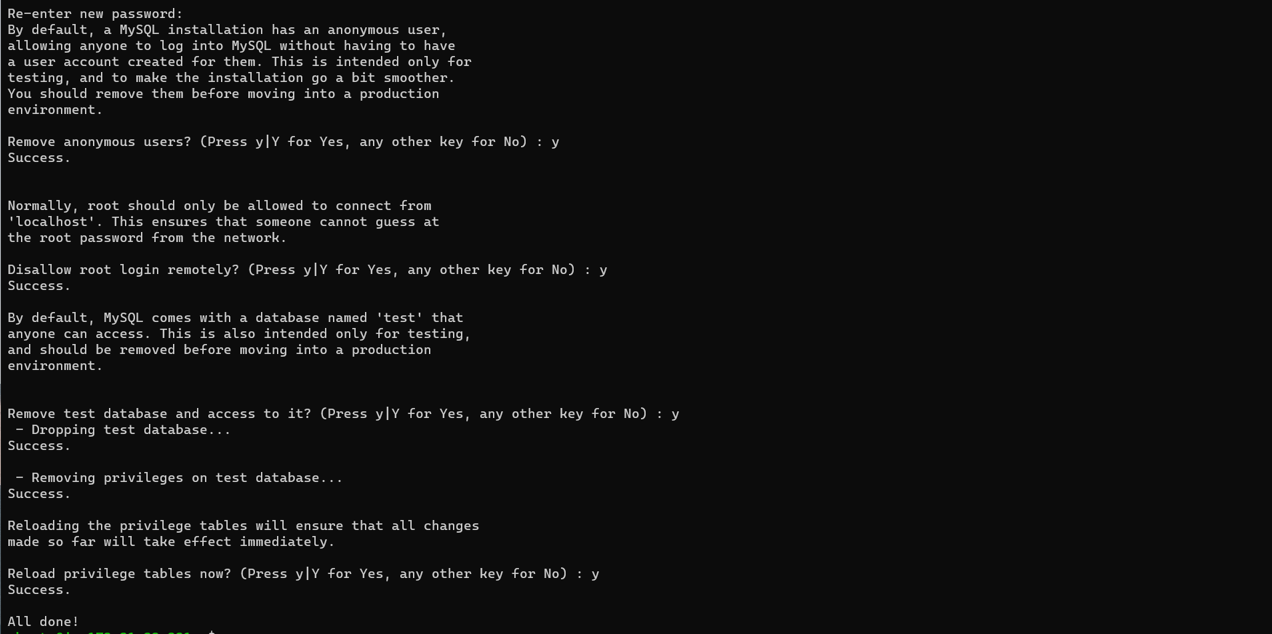 Re-enter new password:
By default, a MySQL installation has an anonymous user,
allowing anyone to log into MySQL without having to have
a user account created for them. This is intended only for
testing, and to make the installation go a bit smoother.
You should remove them before moving into a production
environment.
Remove anonymous users? (Press y|Y for Yes, any other key for No) : y
Success.
Normally, root should only be allowed to connect from
'localhost'. This ensures that someone cannot guess at
the root password from the network.
Disallow root login remotely? (Press y|Y for Yes, any other key for No) : y
Success.
By default, MySQL comes with a database named 'test' that
anyone can access. This is also intended only for testing,
and should be removed before moving into a production
environment.
Remove test database and access to it? (Press y|Y for Yes, any other key for No) : y
- Dropping test database...
Success.
- Removing privileges on test database...
Success.
Reloading the privilege tables will ensure that all changes
made so far will take effect immediately.
Reload privilege tables now? (Press y|Y for Yes, any other key for No) : y
Success.
All done!